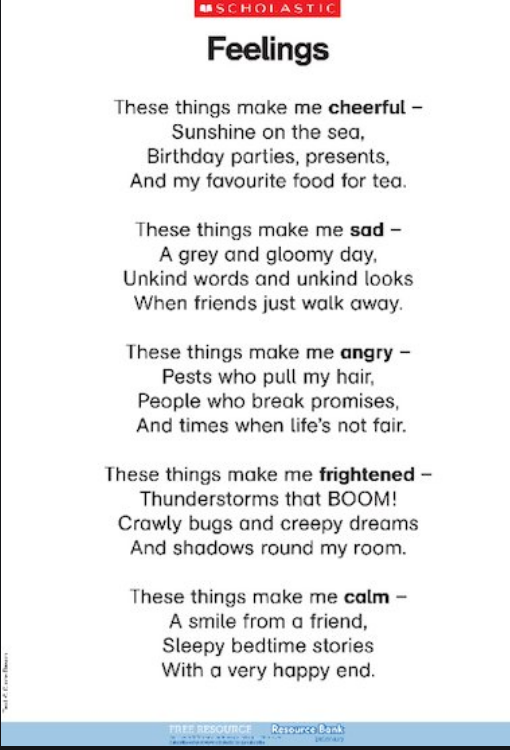 SCHOLASTIC
Feelings
These things make me cheerful –
Sunshine on the sea,
Birthday parties, presents,
And my favourite food for tea.
These things make me sad –
A grey and gloomy day,
Unkind words and unkind looks
When friends just walk away.
These things make me angry –
Pests who pull my hair,
People who break promises,
And times when life's not fair.
These things make me frightened –
Thunderstorms that BOOM!
Crawly bugs and creepy dreams
And shadows round my room.
These things make me calm –
A smile from a friend,
Sleepy bedtime stories
With a very happy end.
FREE RESOURCE
Resource Bank